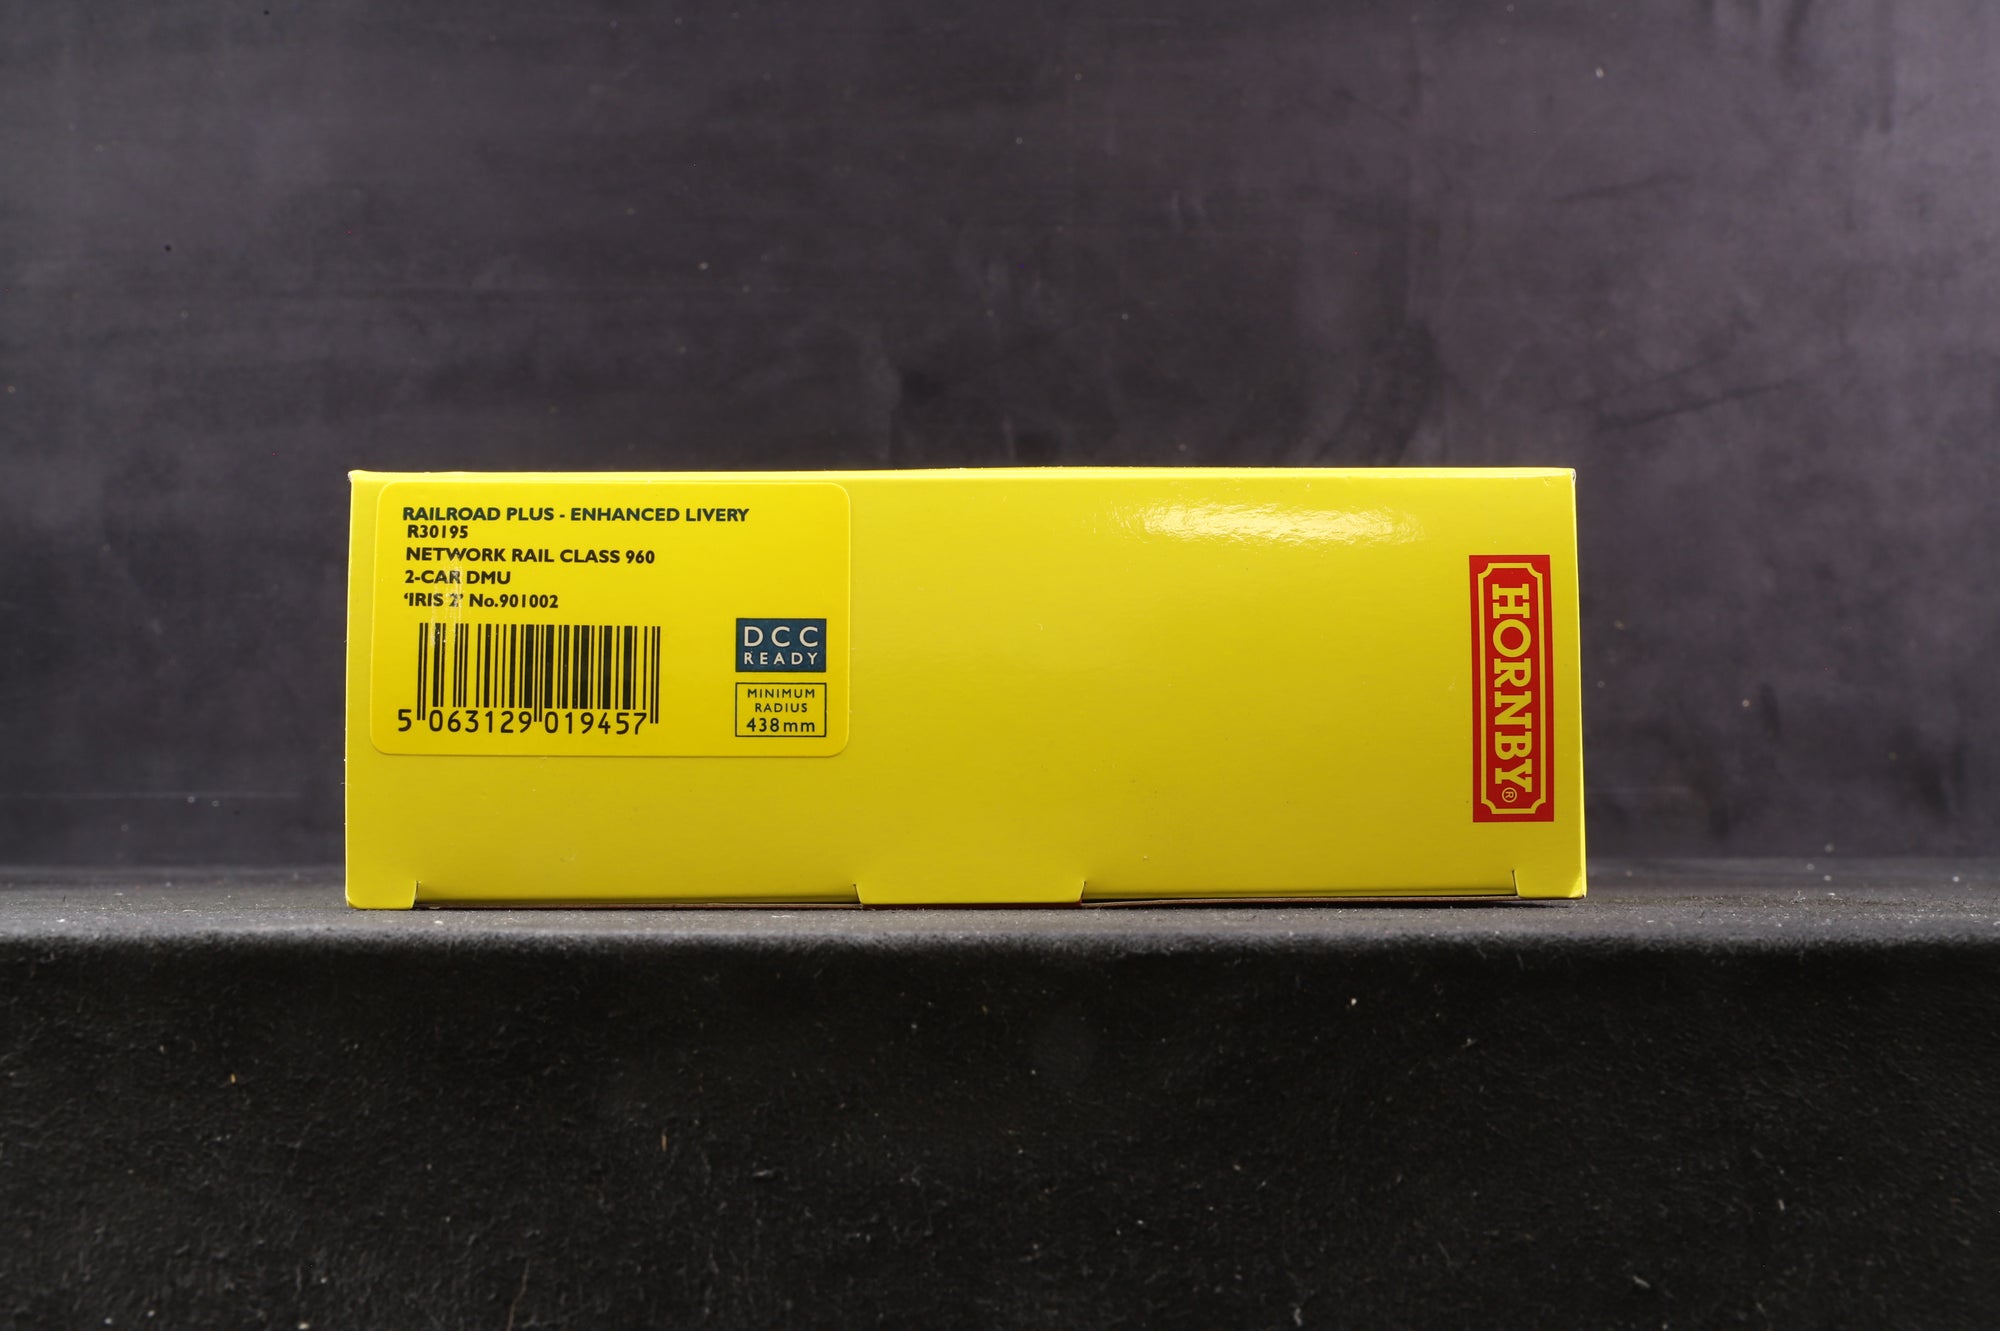 RAILROAD PLUS - ENHANCED LIVERY
R30195
NETWORK RAIL CLASS 960
2-CAR DMU
‘IRIS 2’ No.901002
5 063129 019457
DCC
READY
MINIMUM
RADIUS
438mm
HORNBY®